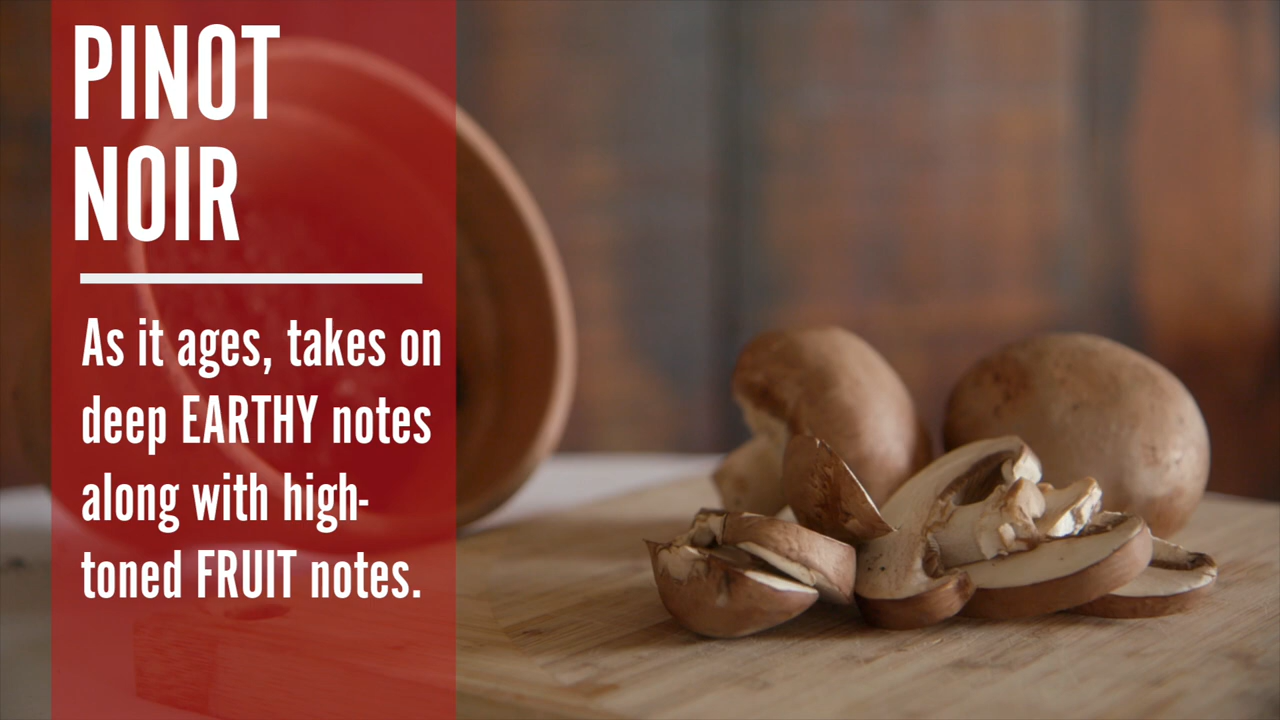 PINOT
NOIR
As it ages, takes on
deep EARTHY notes
along with high-
toned FRUIT notes.